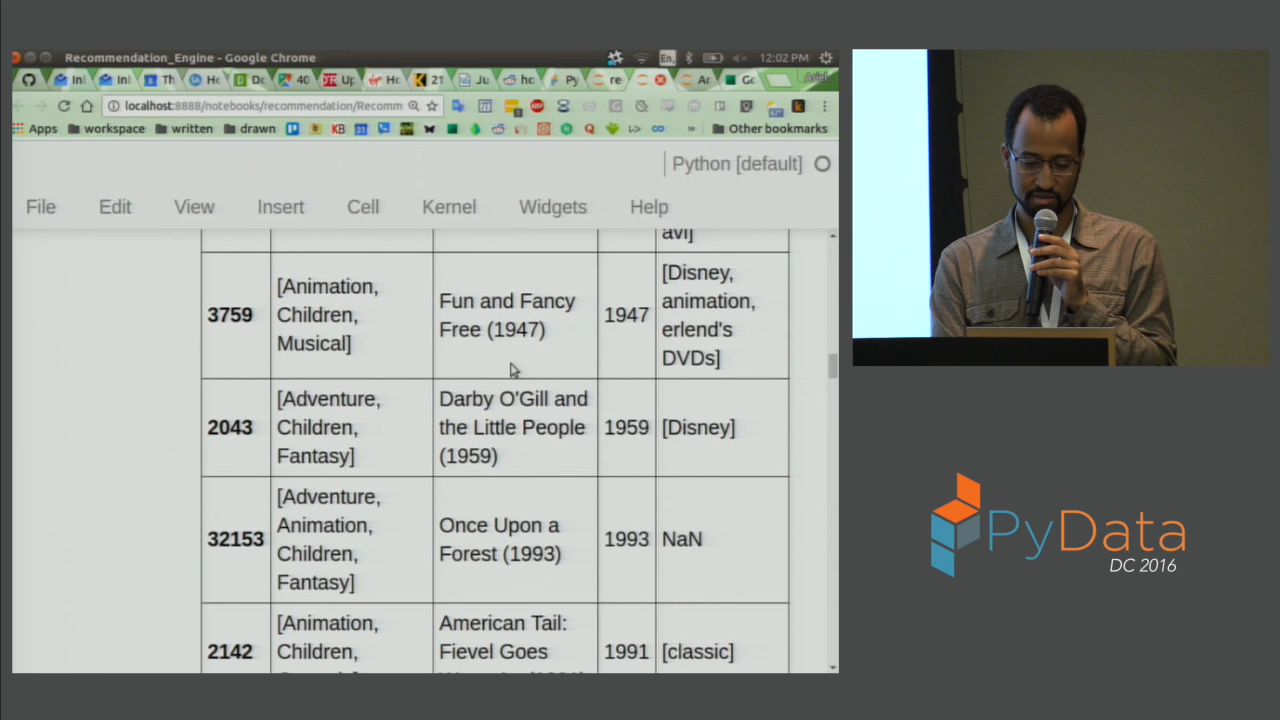 Recommendation_Engine - Google Chrome
En
12:02 PM
40
21
localhost:8888/notebooks/recommendation/Recomm
Apps
workspace
written
drawn
KB
Other bookmarks
Python [default]
File Edit View Insert Cell Kernel Widgets Help
avi]
3759
[Animation,
Children,
Musical]
Fun and Fancy
Free (1947)
1947
[Disney,
animation,
erlend's
DVDs]
2043
[Adventure,
Children,
Fantasy]
Darby O'Gill and
the Little People
(1959)
1959
[Disney]
32153
[Adventure,
Animation,
Children,
Fantasy]
Once Upon a
Forest (1993)
1993
NaN
2142
[Animation,
Children,
American Tail:
Fievel Goes
1991
[classic]
PyData
DC 2016